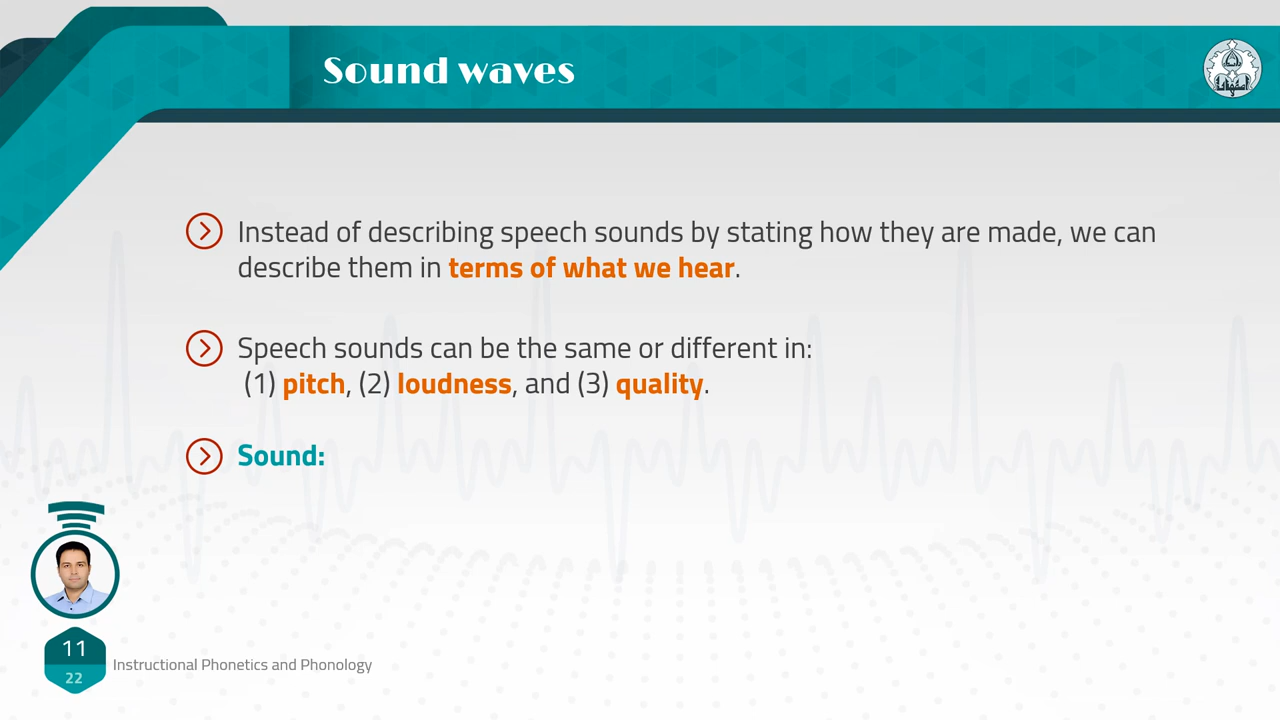 Sound waves
Instead of describing speech sounds by stating how they are made, we can
describe them in terms of what we hear.
Speech sounds can be the same or different in:
(1) pitch, (2) loudness, and (3) quality.
Sound:
11
22
Instructional Phonetics and Phonology